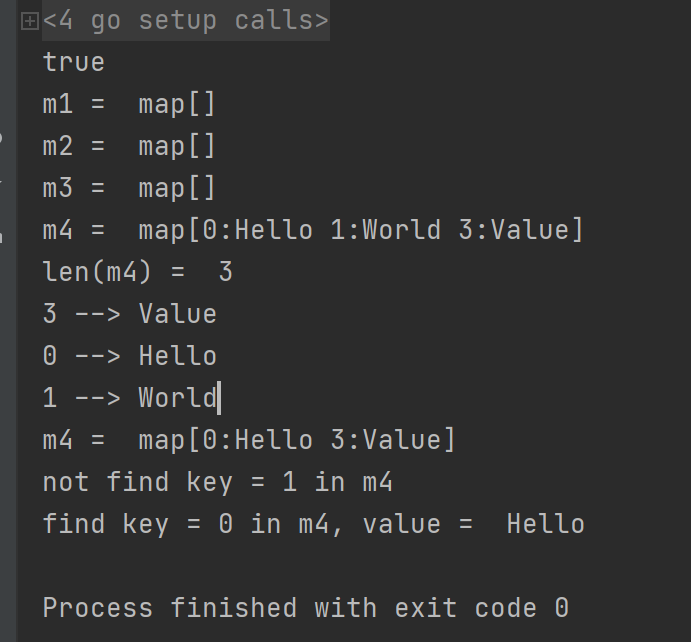 <4 go setup calls>
true
m1 =  map[]
m2 =  map[]
m3 =  map[]
m4 =  map[0:Hello 1:World 3:Value]
len(m4) =  3
3 --> Value
0 --> Hello
1 --> World
m4 =  map[0:Hello 3:Value]
not find key = 1 in m4
find key = 0 in m4, value =  Hello
Process finished with exit code 0